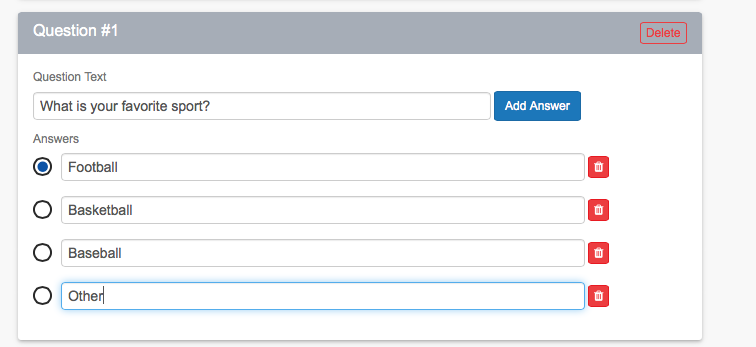 Question #1 Delete
Question Text
What is your favorite sport? Add Answer
Answers
Football
Basketball
Baseball
Other